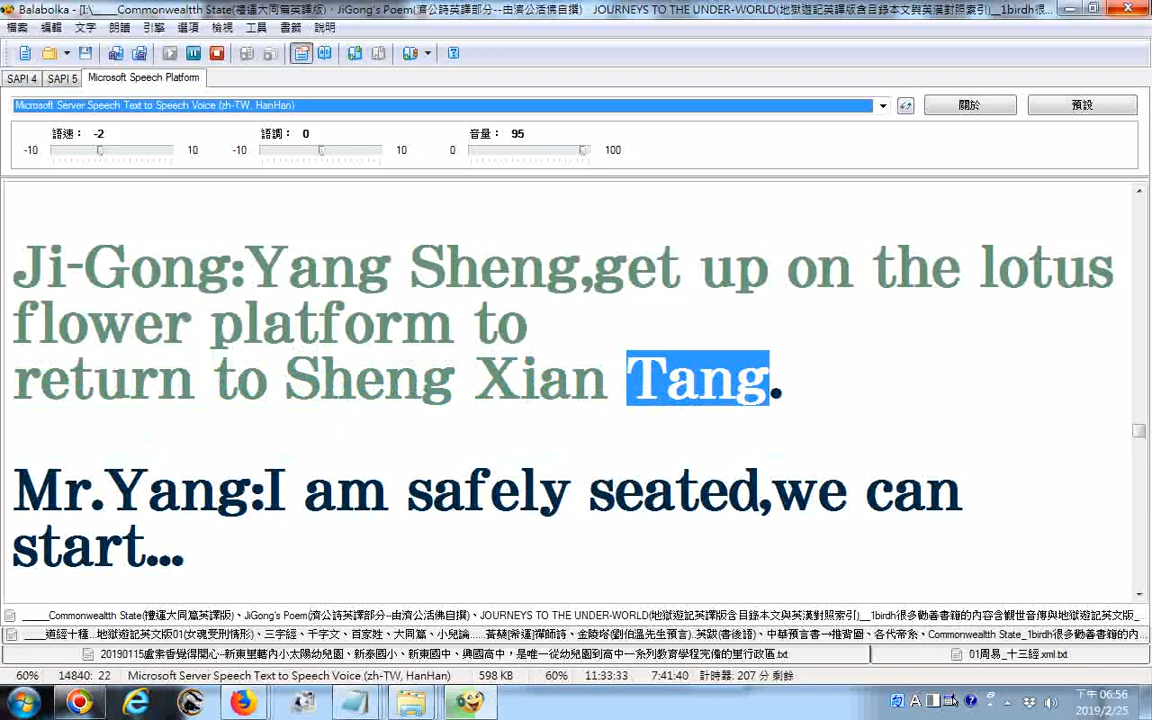 Balabolka - [I:\_____Commonwealtth State(禮運大同篇英譯版)、JiGong's Poem(濟公詩英譯部分--由濟公活佛自撰)、JOURNEYS TO THE UNDER-WORLD(地獄遊記英譯版含目錄本文與英漢對照索引)__1birdh很...
檔案 編輯 文字 朗讀 引擎 選項 檢視 工具 書籤 說明
SAPI 4 SAPI 5 Microsoft Speech Platform
Microsoft Server Speech Text to Speech Voice (zh-TW, HanHan) 關於 預設
語速： -2 語調： 0 音量： 95
-10 10 -10 10 0 100
Ji-Gong:Yang Sheng,get up on the lotus
flower platform to
return to Sheng Xian Tang.
Mr.Yang:I am safely seated,we can
start...
_____Commonwealtth State(禮運大同篇英譯版)、JiGong's Poem(濟公詩英譯部分--由濟公活佛自撰)、JOURNEYS TO THE UNDER-WORLD(地獄遊記英譯版含目錄本文與英漢對照索引)__1birdh很多勸善書籍的內容含觀世音傳與地獄遊記英文版_
_____道經十種...地獄遊記英文版01(女魂受刑情形)、三字經、千字文、百家姓、大同篇、小兒論......黃蘗[希運]禪師詩、金陵塔(劉伯溫先生預言).英数(書後語)、中華預言書--推背圖、各代帝系、Commonwealtth State_1birdh很多勸善書籍的內...
20190115盧案昏覺得開心--新東里轄內小太陽幼兒園、新泰國小、新東國中、興國高中，是唯一從幼兒園到高中一系列教育學程完備的里行政區.txt 01周易_十三經.xml.txt
60% 14840: 22 Microsoft Server Speech Text to Speech Voice (zh-TW, HanHan) 598 KB 60% 11:33:33 7:41:40 計時器: 207 分 剩餘
下午 06:56
2019/2/25